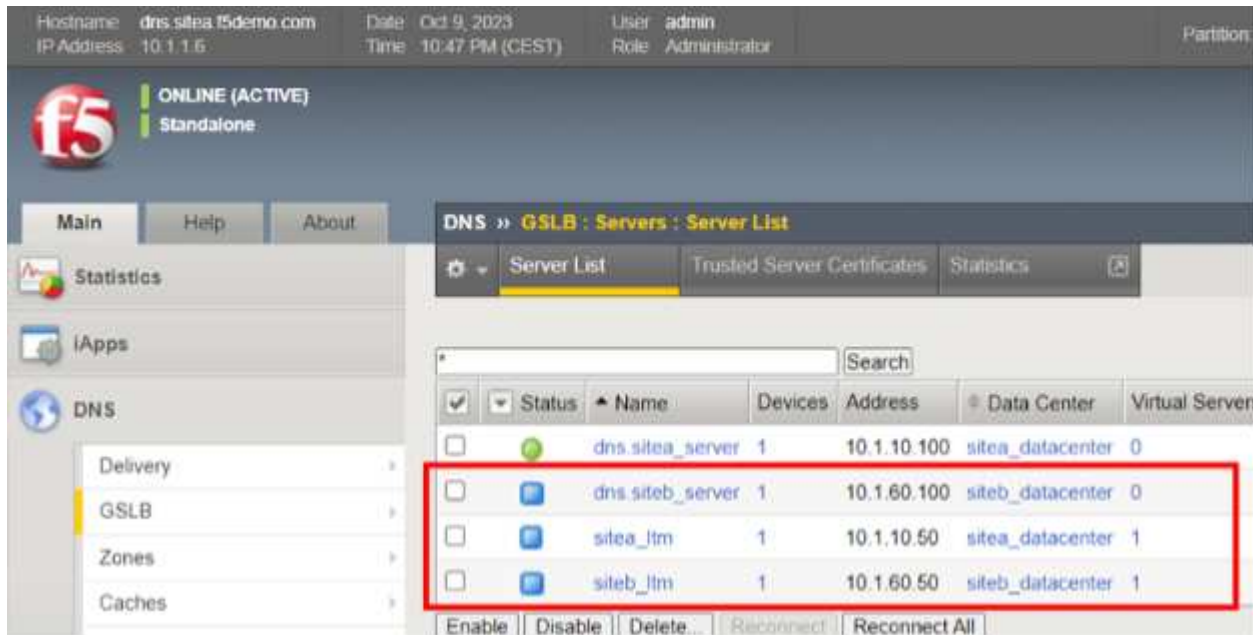 Hostname dns.sitea.f5demo.com Date Oct 9, 2023 User admin
IP Address 10.1.1.6 Time 10:47 PM (CEST) Role Administrator Partition:
f5
ONLINE (ACTIVE)
Standalone
Main Help About
DNS » GSLB : Servers : Server List
Server List Trusted Server Certificates Statistics
Statistics
iApps
DNS
Delivery
GSLB
Zones
Caches
* Search
Status Name Devices Address Data Center Virtual Server
dns.sitea_server 1 10.1.10.100 sitea_datacenter 0
dns.siteb_server 1 10.1.60.100 siteb_datacenter 0
sitea_ltm 1 10.1.10.50 sitea_datacenter 1
siteb_ltm 1 10.1.60.50 siteb_datacenter 1
Enable Disable Delete... Reconnect Reconnect All